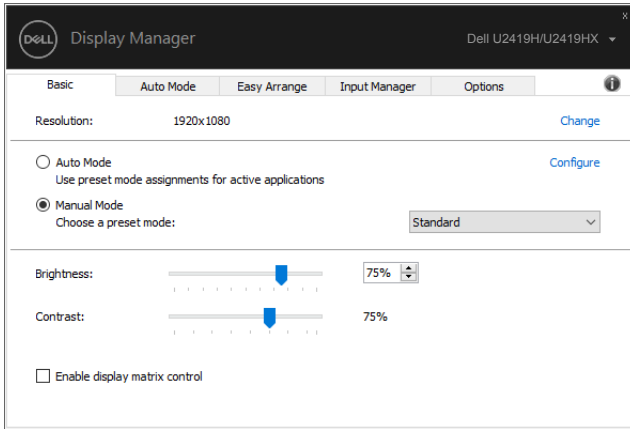 DELL Display Manager Dell U2419H/U2419HX
x
Basic Auto Mode Easy Arrange Input Manager Options
Resolution: 1920x1080 Change
Auto Mode Configure
Use preset mode assignments for active applications
Manual Mode
Choose a preset mode: Standard
Brightness: 75%
Contrast: 75%
Enable display matrix control